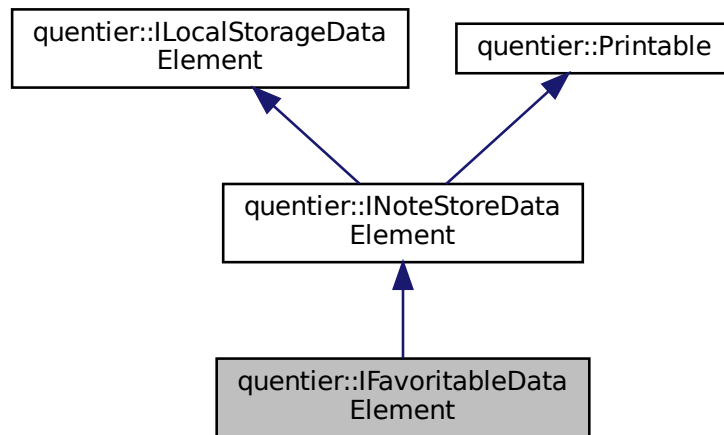 quentier::ILocalStorageData
Element
quentier::Printable
quentier::INoteStoreData
Element
quentier::IFavoritableData
Element